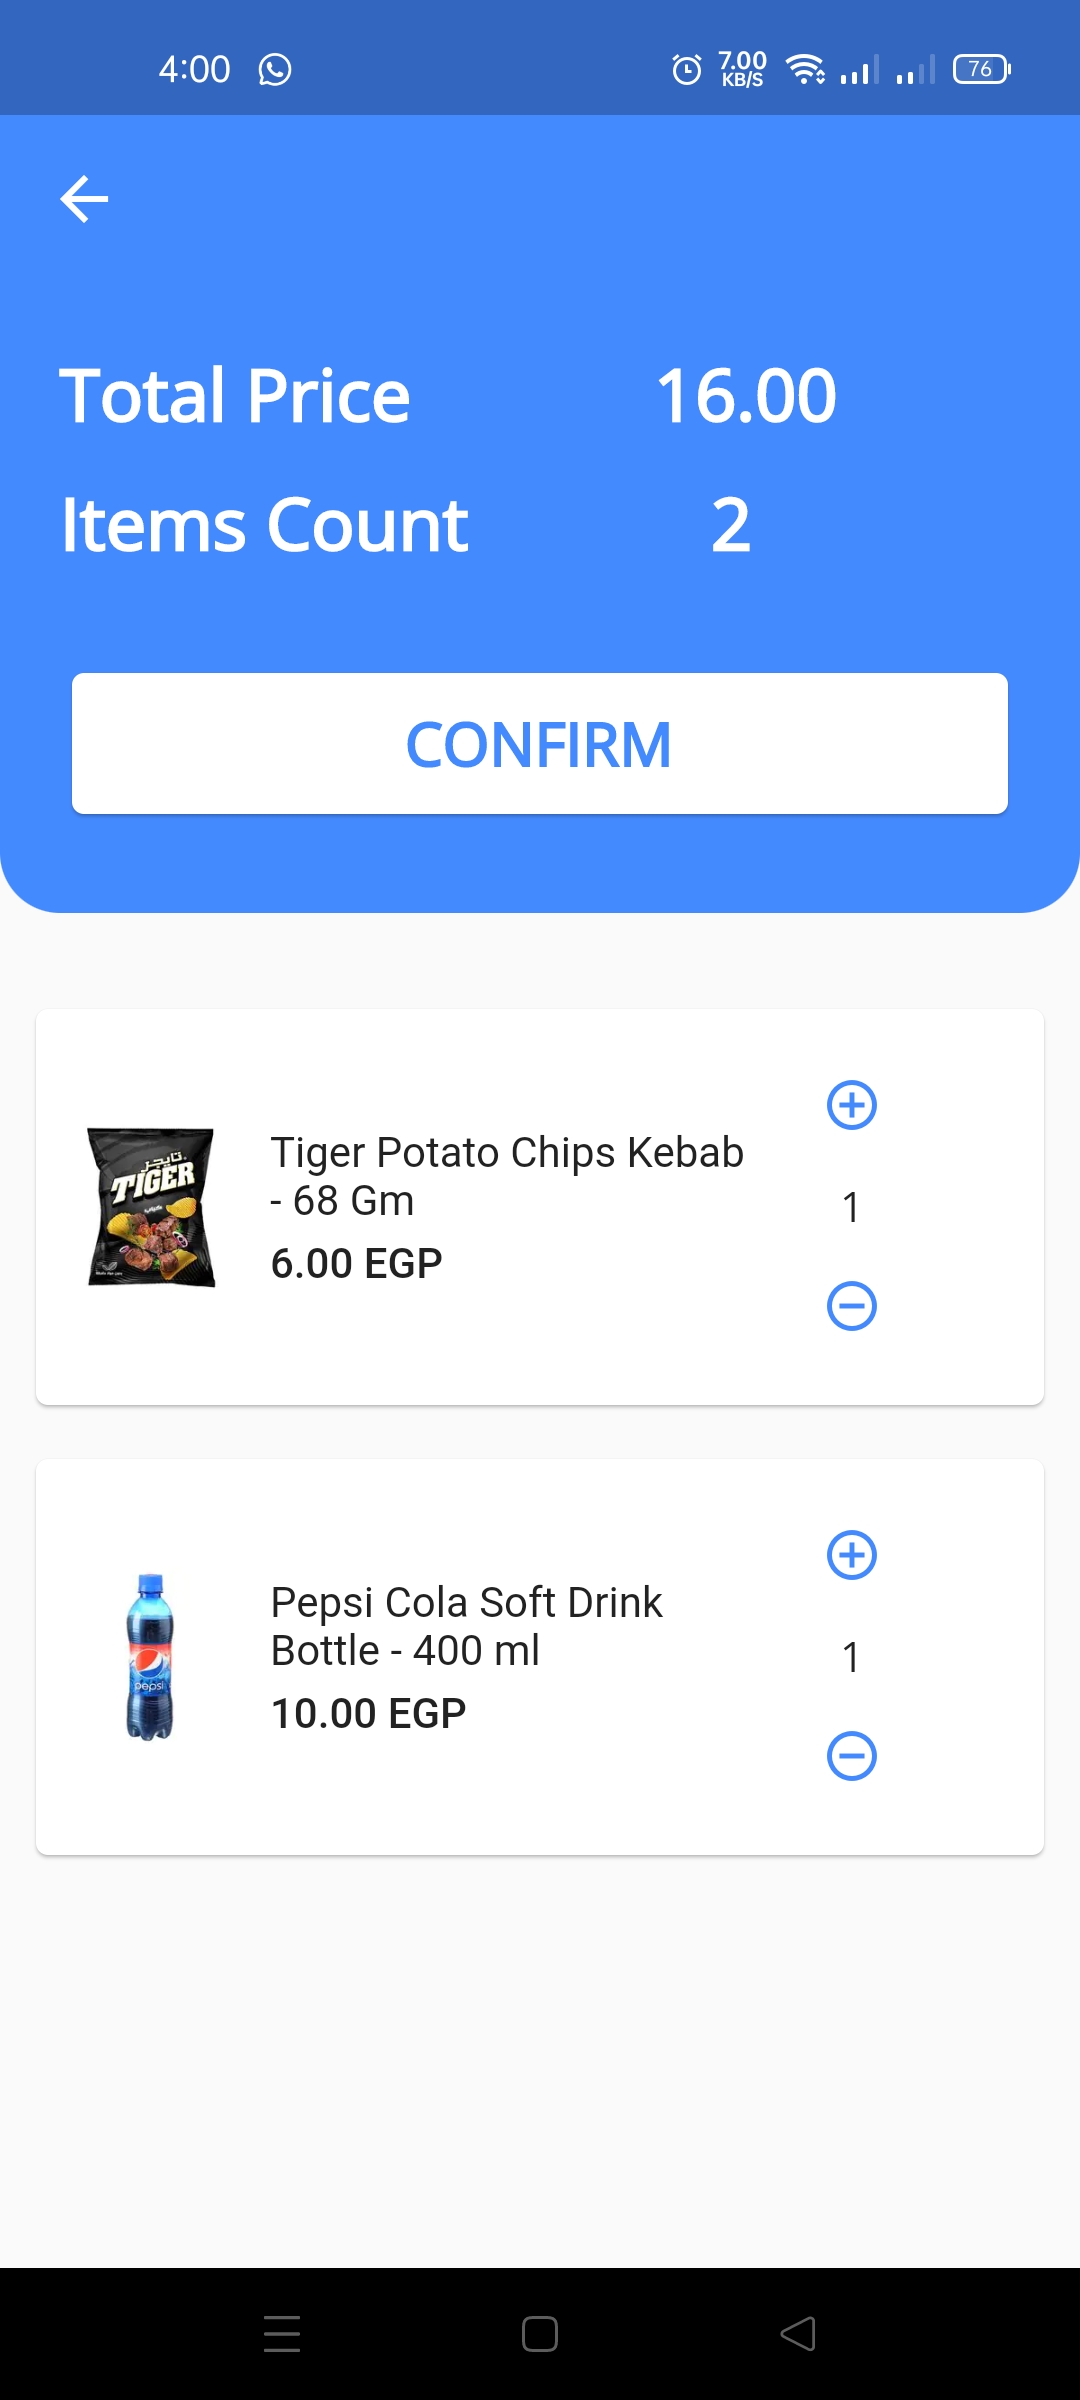 4:00
7.00
KB/S
76
Total Price 16.00
Items Count 2
CONFIRM
تايجر
TIGER
Tiger Potato Chips Kebab
- 68 Gm
6.00 EGP
1
pepsi
Pepsi Cola Soft Drink
Bottle - 400 ml
10.00 EGP
1